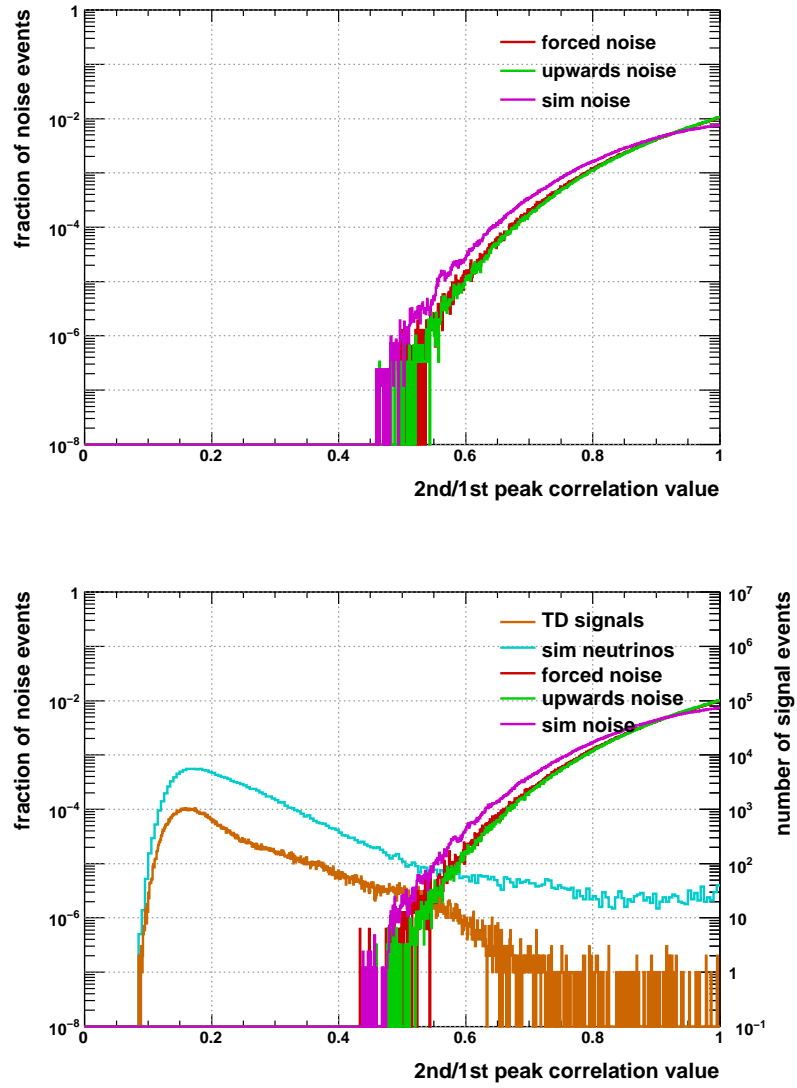 1
forced noise
upwards noise
sim noise
10⁻²
10⁻⁴
10⁻⁶
10⁻⁸
fraction of noise events
0 0.2 0.4 0.6 0.8 1
2nd/1st peak correlation value
1 10⁷
TD signals
sim neutrinos 10⁶
forced noise
10⁻² upwards noise 10⁵
sim noise
10⁴
10⁻⁴ 10³
10²
10⁻⁶ 10
1
10⁻⁸ 10⁻¹
fraction of noise events
number of signal events
0 0.2 0.4 0.6 0.8 1
2nd/1st peak correlation value